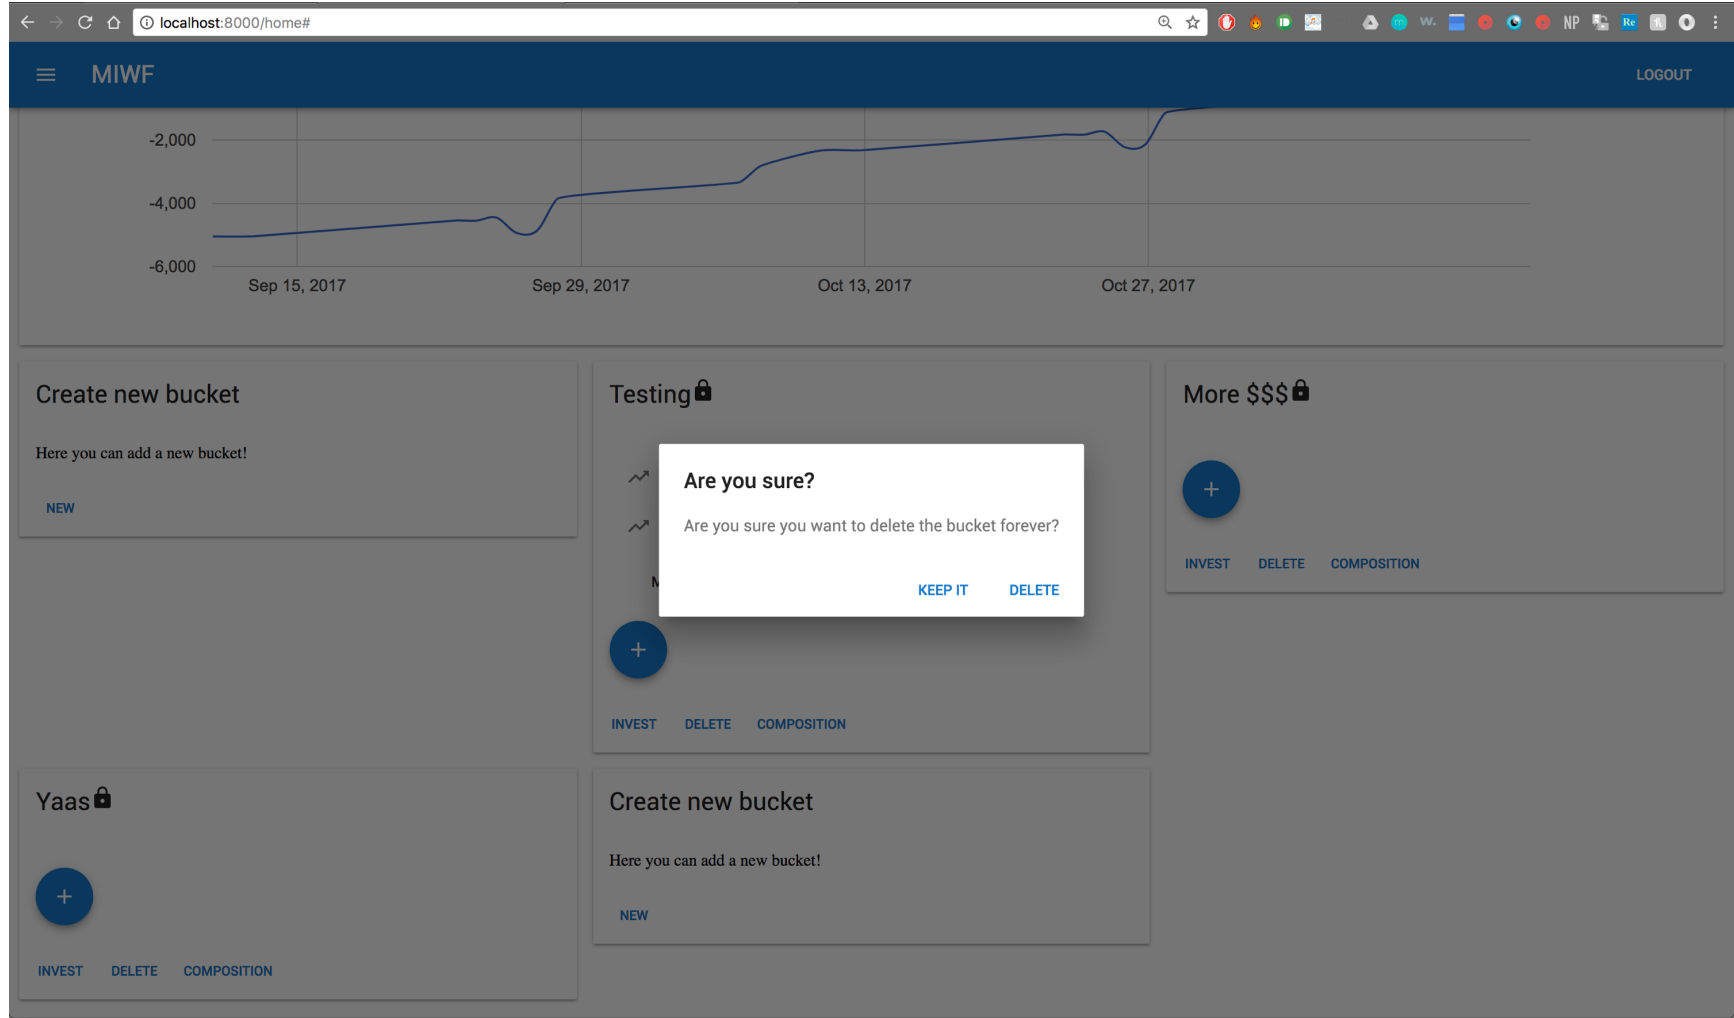 localhost:8000/home#
W.
NP
Re
MIWF
LOGOUT
-2,000
-4,000
-6,000
Sep 15, 2017
Sep 29, 2017
Oct 13, 2017
Oct 27, 2017
Create new bucket
Here you can add a new bucket!
NEW
Testing
M
INVEST
DELETE
COMPOSITION
More $$$
INVEST
DELETE
COMPOSITION
Are you sure?
Are you sure you want to delete the bucket forever?
KEEP IT
DELETE
Yaas
INVEST
DELETE
COMPOSITION
Create new bucket
Here you can add a new bucket!
NEW